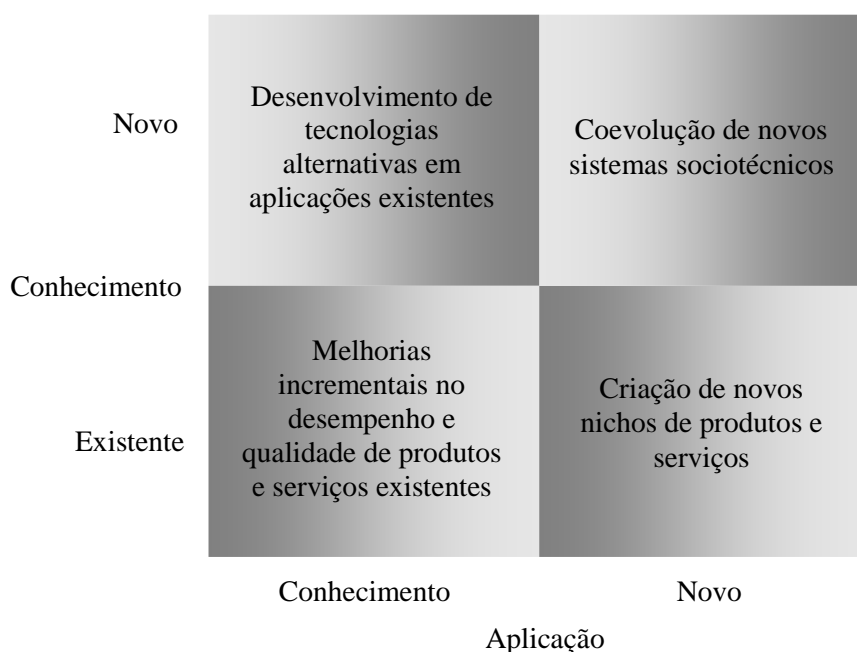 Novo
Desenvolvimento de
tecnologias
alternativas em
aplicações existentes
Coevolução de novos
sistemas sociotécnicos
Conhecimento
Existente
Melhorias
incrementais no
desempenho e
qualidade de produtos
e serviços existentes
Criação de novos
nichos de produtos e
serviços
Conhecimento
Novo
Aplicação